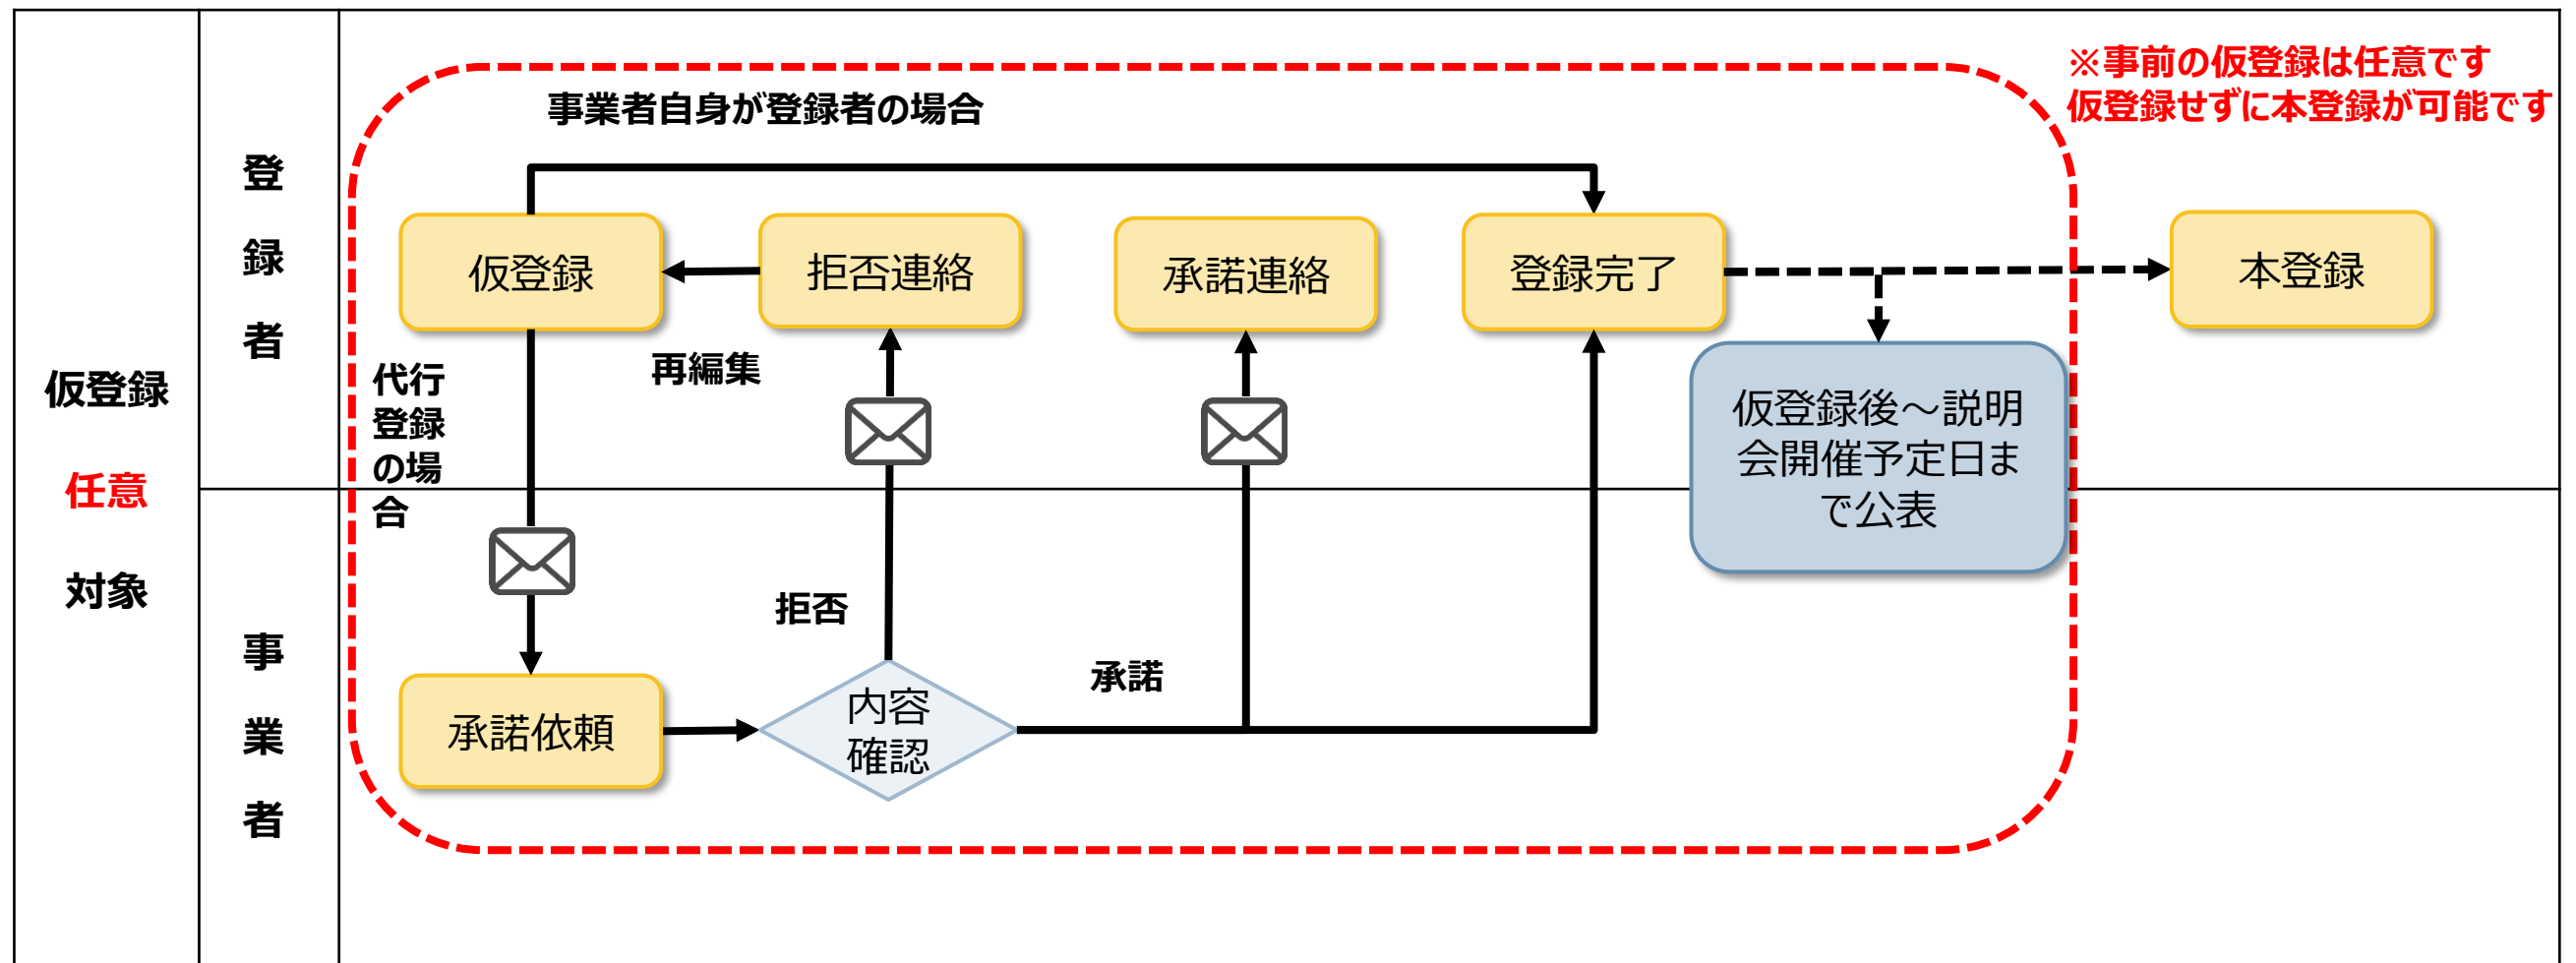 ※事前の仮登録は任意です
仮登録せずに本登録が可能です
事業者自身が登録者の場合
登
録
者
仮登録
拒否連絡
承諾連絡
登録完了
本登録
再編集
代行
登録
の場
合
仮登録
任意
対象
仮登録後～説明
会開催予定日ま
で公表
拒否
承諾
事
業
者
承諾依頼
内容
確認